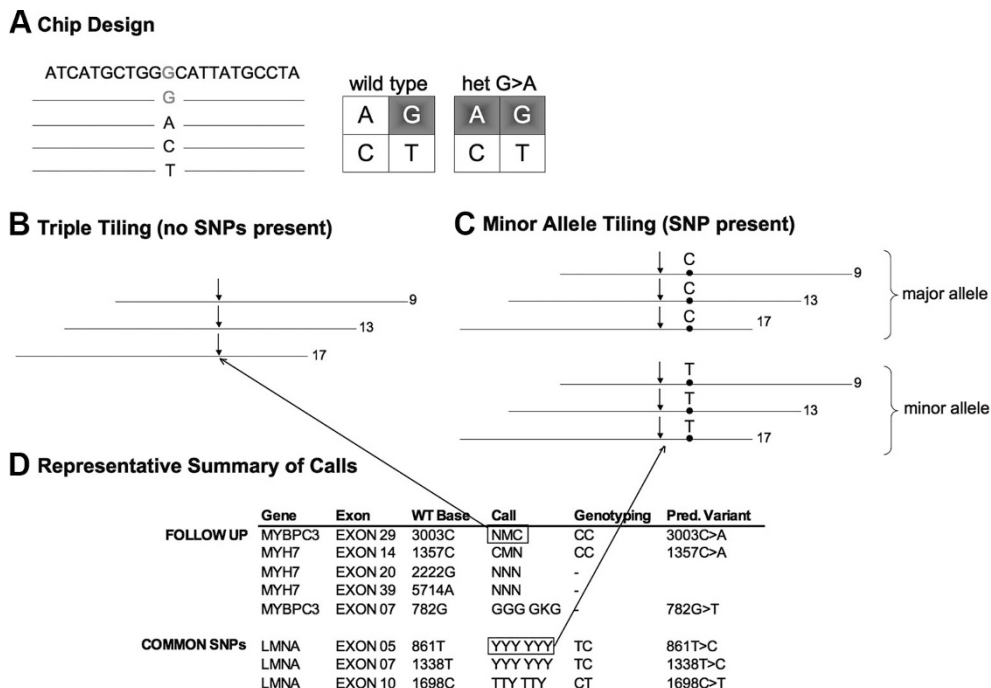 A Chip Design
ATCATGCTGGGCATTATGCCTA
G
A
C
T
wild type
A G
C T
het G>A
A G
C T
B Triple Tiling (no SNPs present)
9
13
17
C Minor Allele Tiling (SNP present)
C
9
C
13
C
17
major allele
T
9
T
13
T
17
minor allele
D Representative Summary of Calls
Gene Exon WT Base Call Genotyping Pred. Variant
FOLLOW UP MYBPC3 EXON 29 3003C NMC CC 3003C>A
MYH7 EXON 14 1357C CMN CC 1357C>A
MYH7 EXON 20 2222G NNN -
MYH7 EXON 39 5714A NNN -
MYBPC3 EXON 07 782G GGG GKG - 782G>T
COMMON SNPs LMNA EXON 05 861T YYY YYY TC 861T>C
LMNA EXON 07 1338T YYY YYY TC 1338T>C
LMNA EXON 10 1698C TTY TTY CT 1698C>T